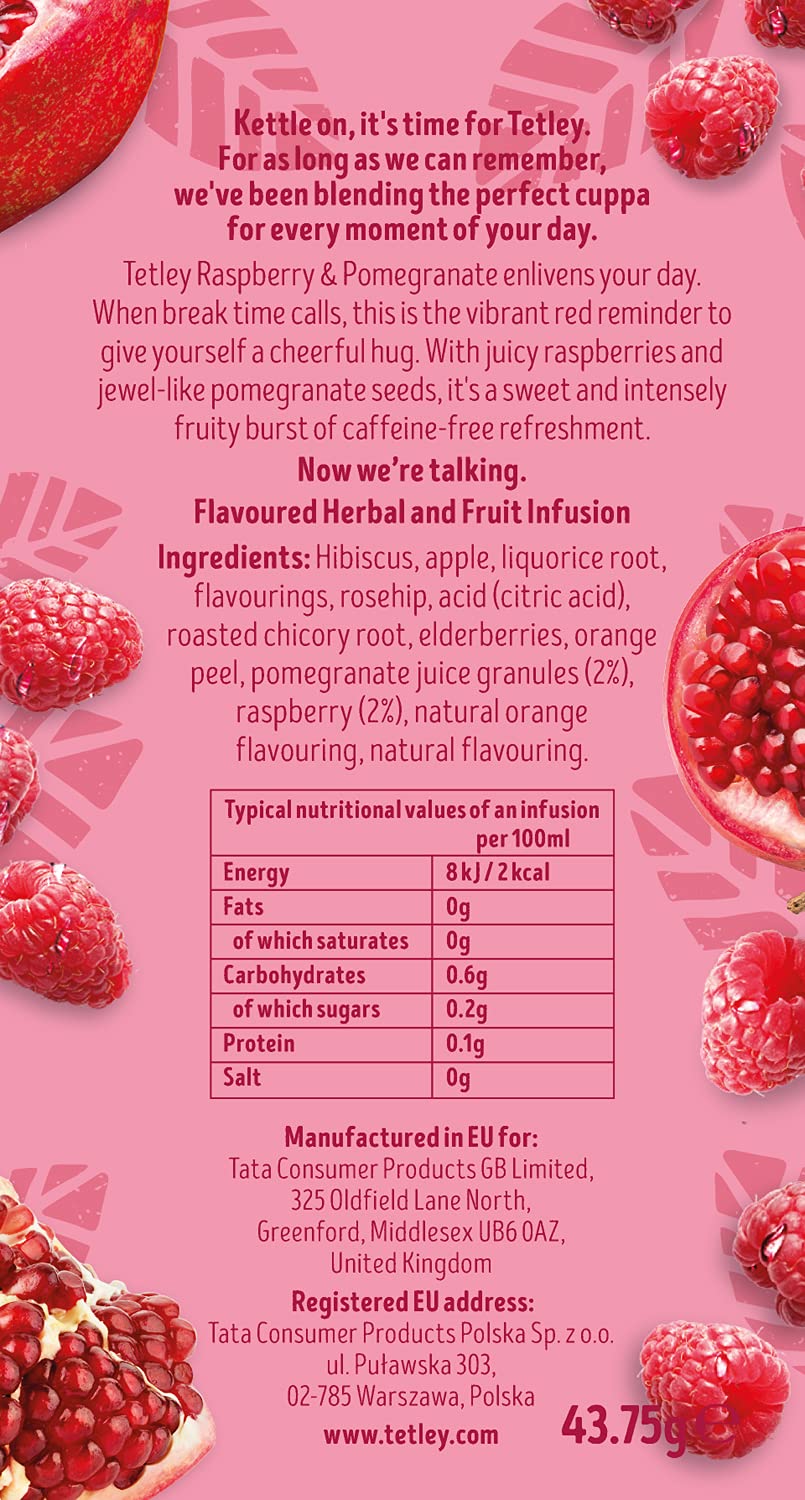 Kettle on, it's time for Tetley.
For as long as we can remember,
we've been blending the perfect cuppa
for every moment of your day.
Tetley Raspberry & Pomegranate enlivens your day.
When break time calls, this is the vibrant red reminder to
give yourself a cheerful hug. With juicy raspberries and
jewel-like pomegranate seeds, it's a sweet and intensely
fruity burst of caffeine-free refreshment.
Now we're talking.
Flavoured Herbal and Fruit Infusion
Ingredients: Hibiscus, apple, liquorice root,
flavourings, rosehip, acid (citric acid),
roasted chicory root, elderberries, orange
peel, pomegranate juice granules (2%),
raspberry (2%), natural orange
flavouring, natural flavouring.
Typical nutritional values of an infusion
per 100ml
Energy 8 kJ / 2 kcal
Fats 0g
of which saturates 0g
Carbohydrates 0.6g
of which sugars 0.2g
Protein 0.1g
Salt 0g
Manufactured in EU for:
Tata Consumer Products GB Limited,
325 Oldfield Lane North,
Greenford, Middlesex UB6 0AZ,
United Kingdom
Registered EU address:
Tata Consumer Products Polska Sp. z o.o.
ul. Puławska 303,
02-785 Warszawa, Polska
www.tetley.com
43.75g ℮